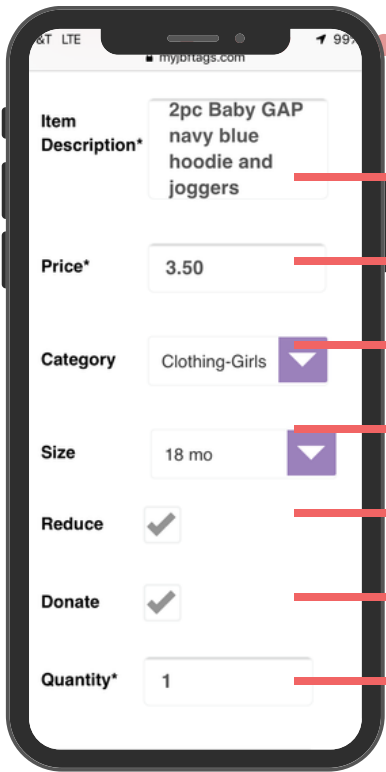 &T LTE 99%
myjbftags.com
Item
Description*
2pc Baby GAP
navy blue
hoodie and
joggers
Price*
3.50
Category
Clothing-Girls
Size
18 mo
Reduce
Donate
Quantity*
1